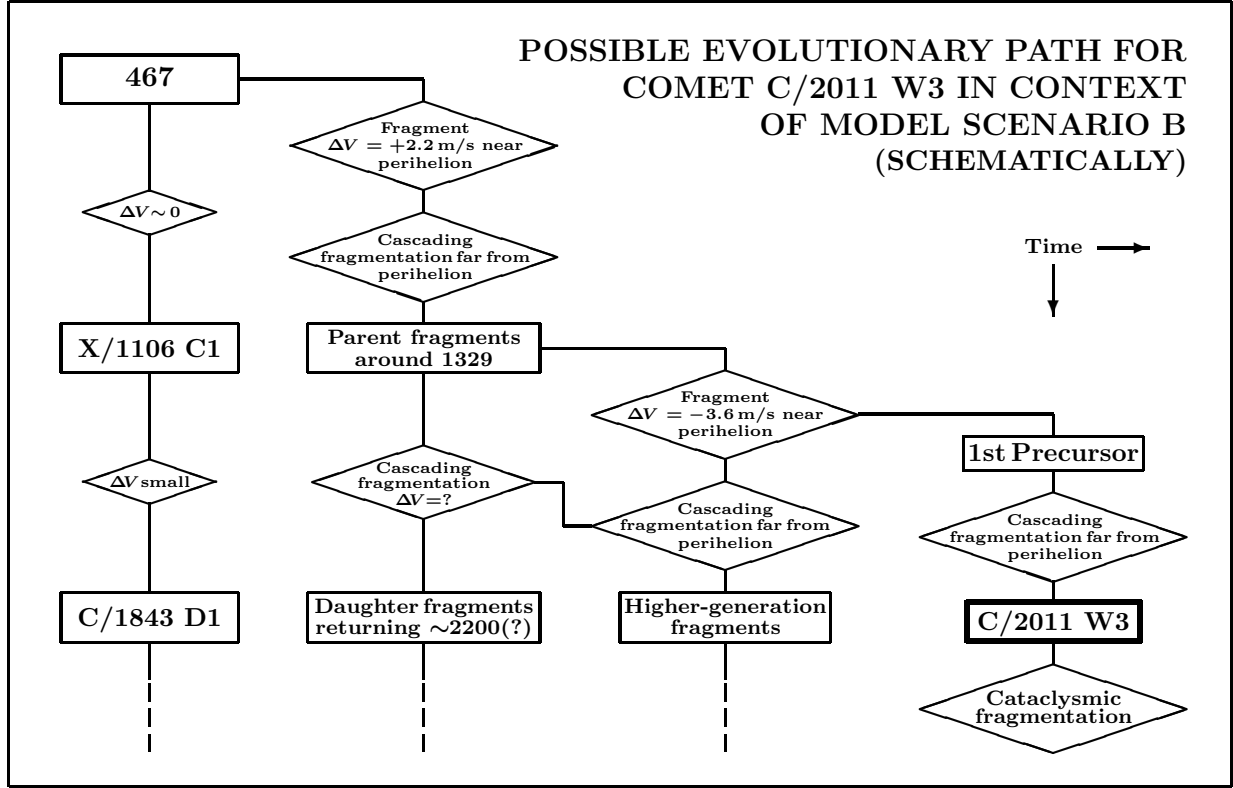 POSSIBLE EVOLUTIONARY PATH FOR
COMET C/2011 W3 IN CONTEXT
OF MODEL SCENARIO B
(SCHEMATICALLY)
467
Fragment
ΔV = +2.2 m/s near
perihelion
ΔV ~ 0
Cascading
fragmentation far from
perihelion
Time
X/1106 C1
Parent fragments
around 1329
Fragment
ΔV = −3.6 m/s near
perihelion
1st Precursor
ΔV small
Cascading
fragmentation
ΔV=?
Cascading
fragmentation far from
perihelion
Cascading
fragmentation far from
perihelion
C/1843 D1
Daughter fragments
returning ~2200(?)
Higher-generation
fragments
C/2011 W3
Cataclysmic
fragmentation